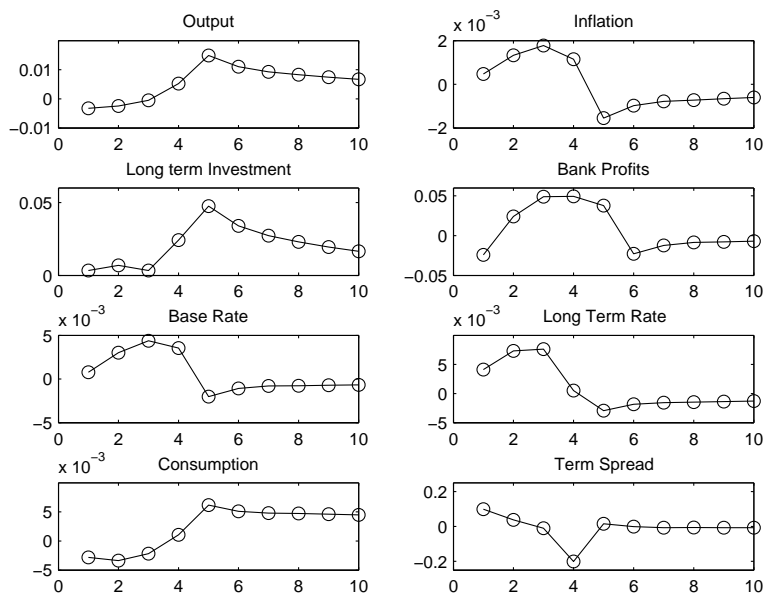 Output
0.01
0
−0.01
0 2 4 6 8 10
x 10⁻³
Inflation
2
0
−2
0 2 4 6 8 10
Long term Investment
0.05
0
0 2 4 6 8 10
Bank Profits
0.05
0
−0.05
0 2 4 6 8 10
x 10⁻³
Base Rate
5
0
−5
0 2 4 6 8 10
x 10⁻³
Long Term Rate
5
0
−5
0 2 4 6 8 10
x 10⁻³
Consumption
5
0
−5
0 2 4 6 8 10
Term Spread
0.2
0
−0.2
0 2 4 6 8 10